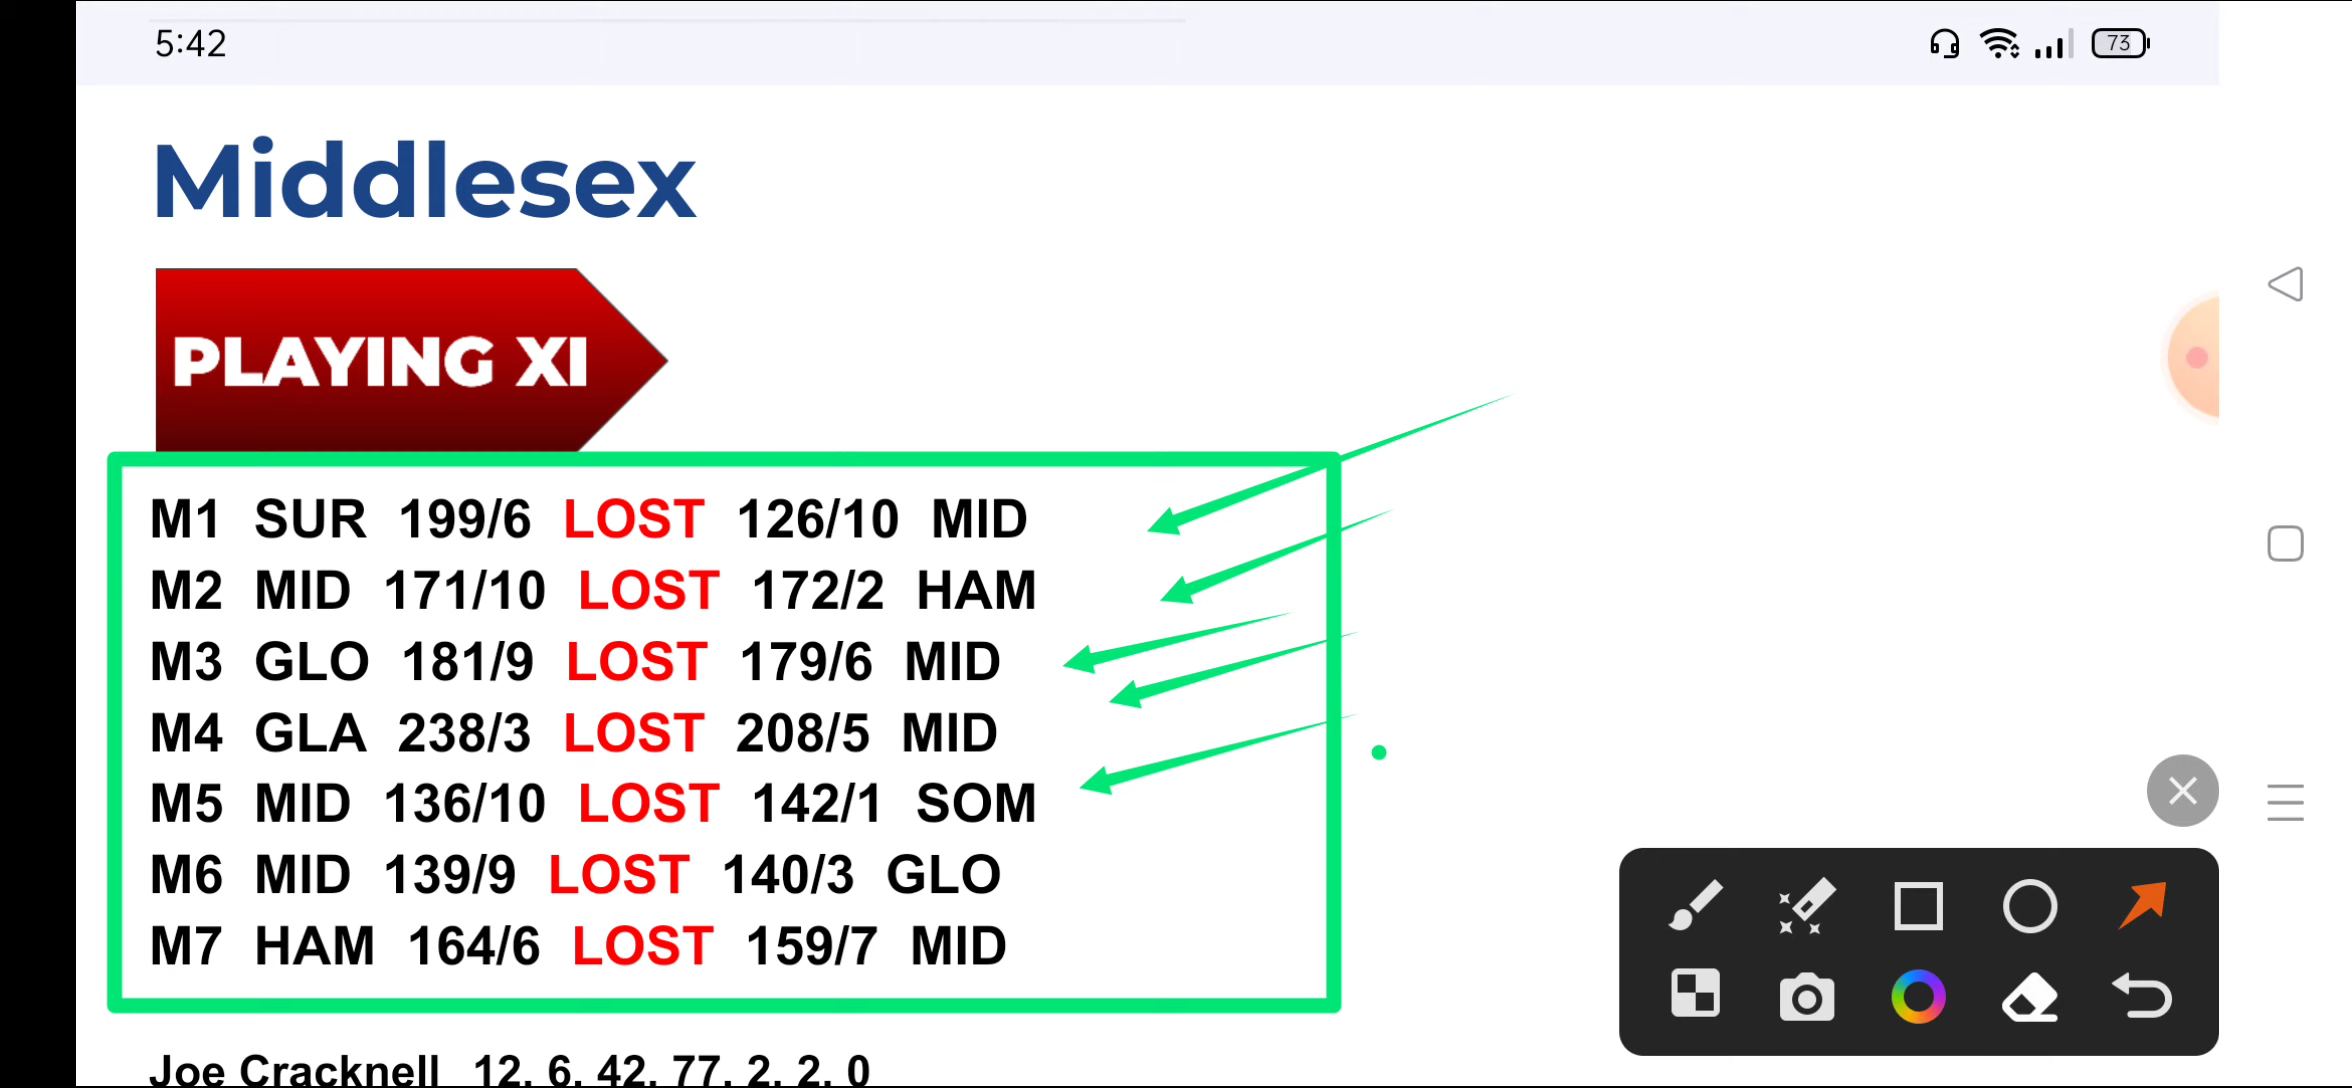 5:42
73
Middlesex
PLAYING XI
M1 SUR 199/6 LOST 126/10 MID
M2 MID 171/10 LOST 172/2 HAM
M3 GLO 181/9 LOST 179/6 MID
M4 GLA 238/3 LOST 208/5 MID
M5 MID 136/10 LOST 142/1 SOM
M6 MID 139/9 LOST 140/3 GLO
M7 HAM 164/6 LOST 159/7 MID
Joe Cracknell 12, 6, 42, 77, 2, 2, 0